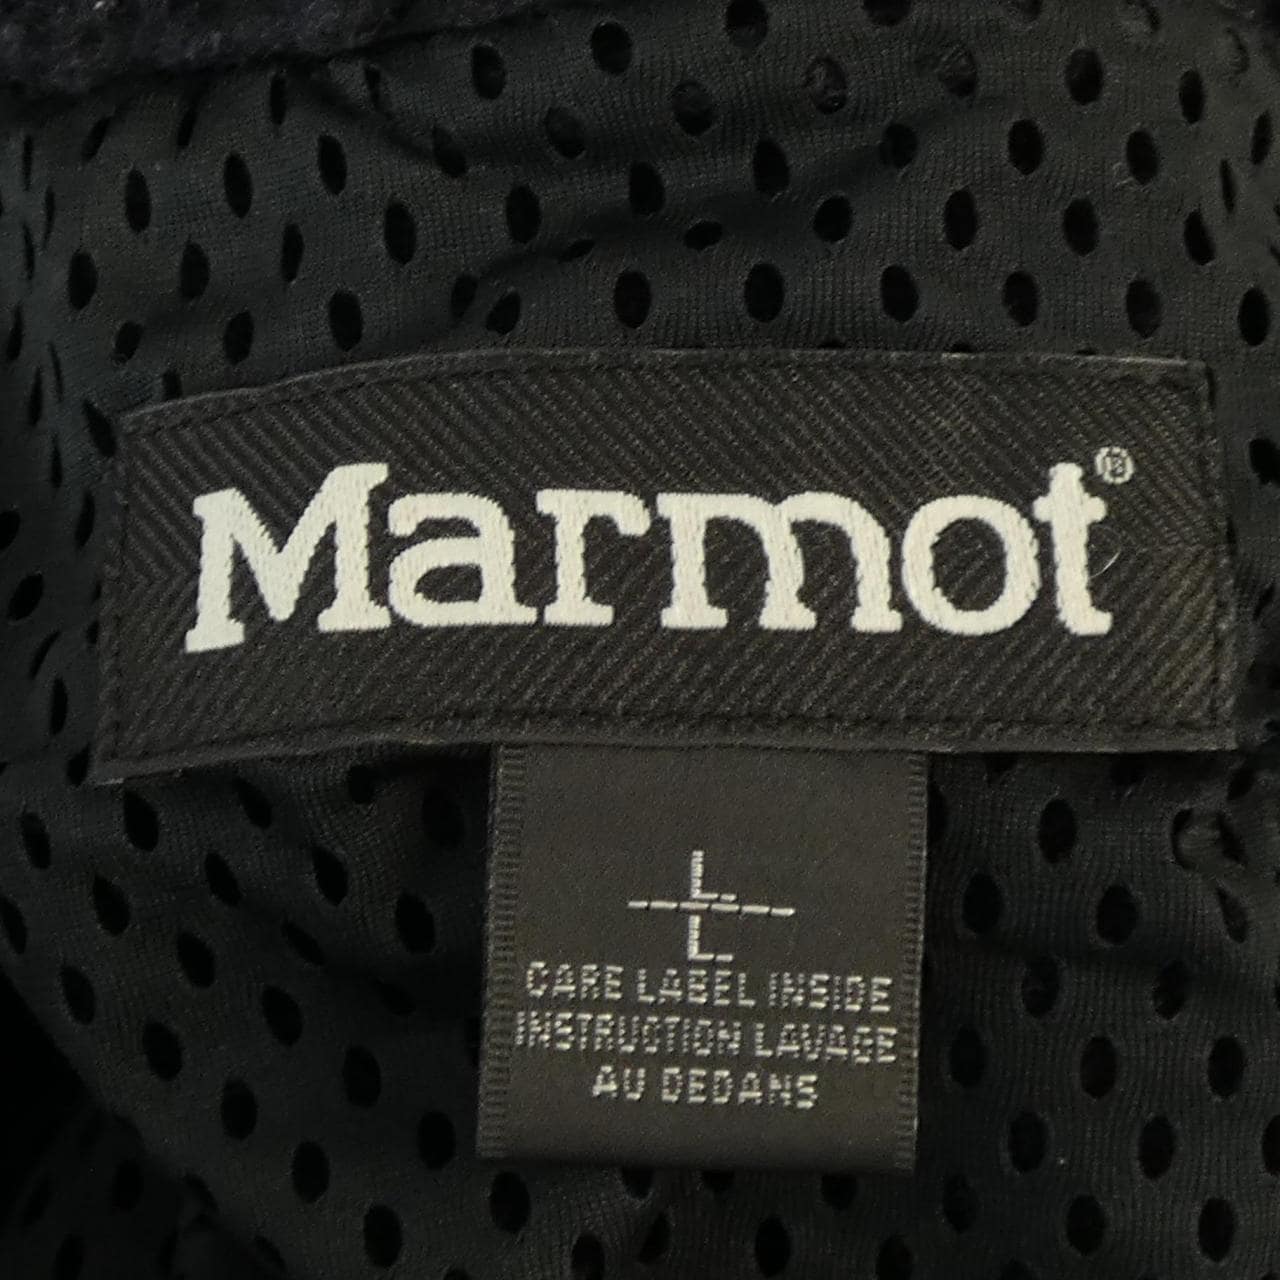 Marmot®
L
L
CARE LABEL INSIDE
INSTRUCTION LAVAGE
AU DEDANS